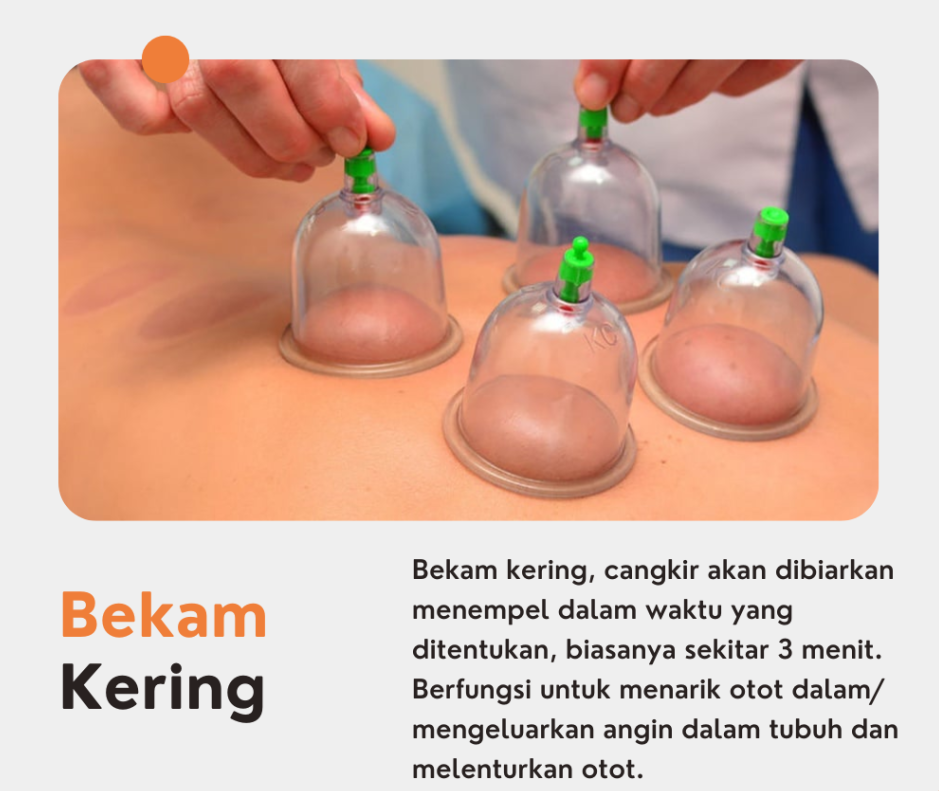 Bekam
Kering
Bekam kering, cangkir akan dibiarkan
menempel dalam waktu yang
ditentukan, biasanya sekitar 3 menit.
Berfungsi untuk menarik otot dalam/
mengeluarkan angin dalam tubuh dan
melenturkan otot.